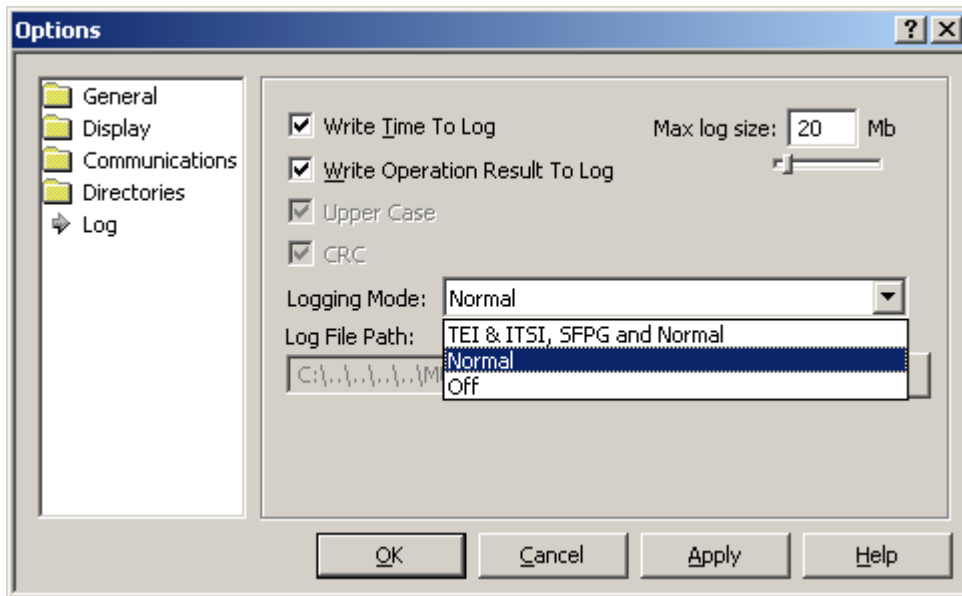 Options
General
Display
Communications
Directories
Log
Write Time To Log
Max log size: 20 Mb
Write Operation Result To Log
Upper Case
CRC
Logging Mode: Normal
Log File Path:
TEI & ITSI, SFPG and Normal
Normal
Off
C:\..\..\..\..\
OK Cancel Apply Help